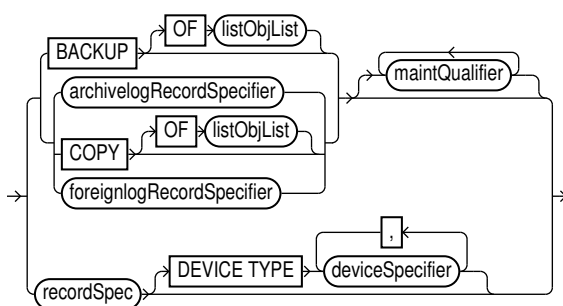 OF listObjList
BACKUP
maintQualifier
archivelogRecordSpecifier
OF listObjList
COPY
foreignlogRecordSpecifier
,
DEVICE TYPE deviceSpecifier
recordSpec